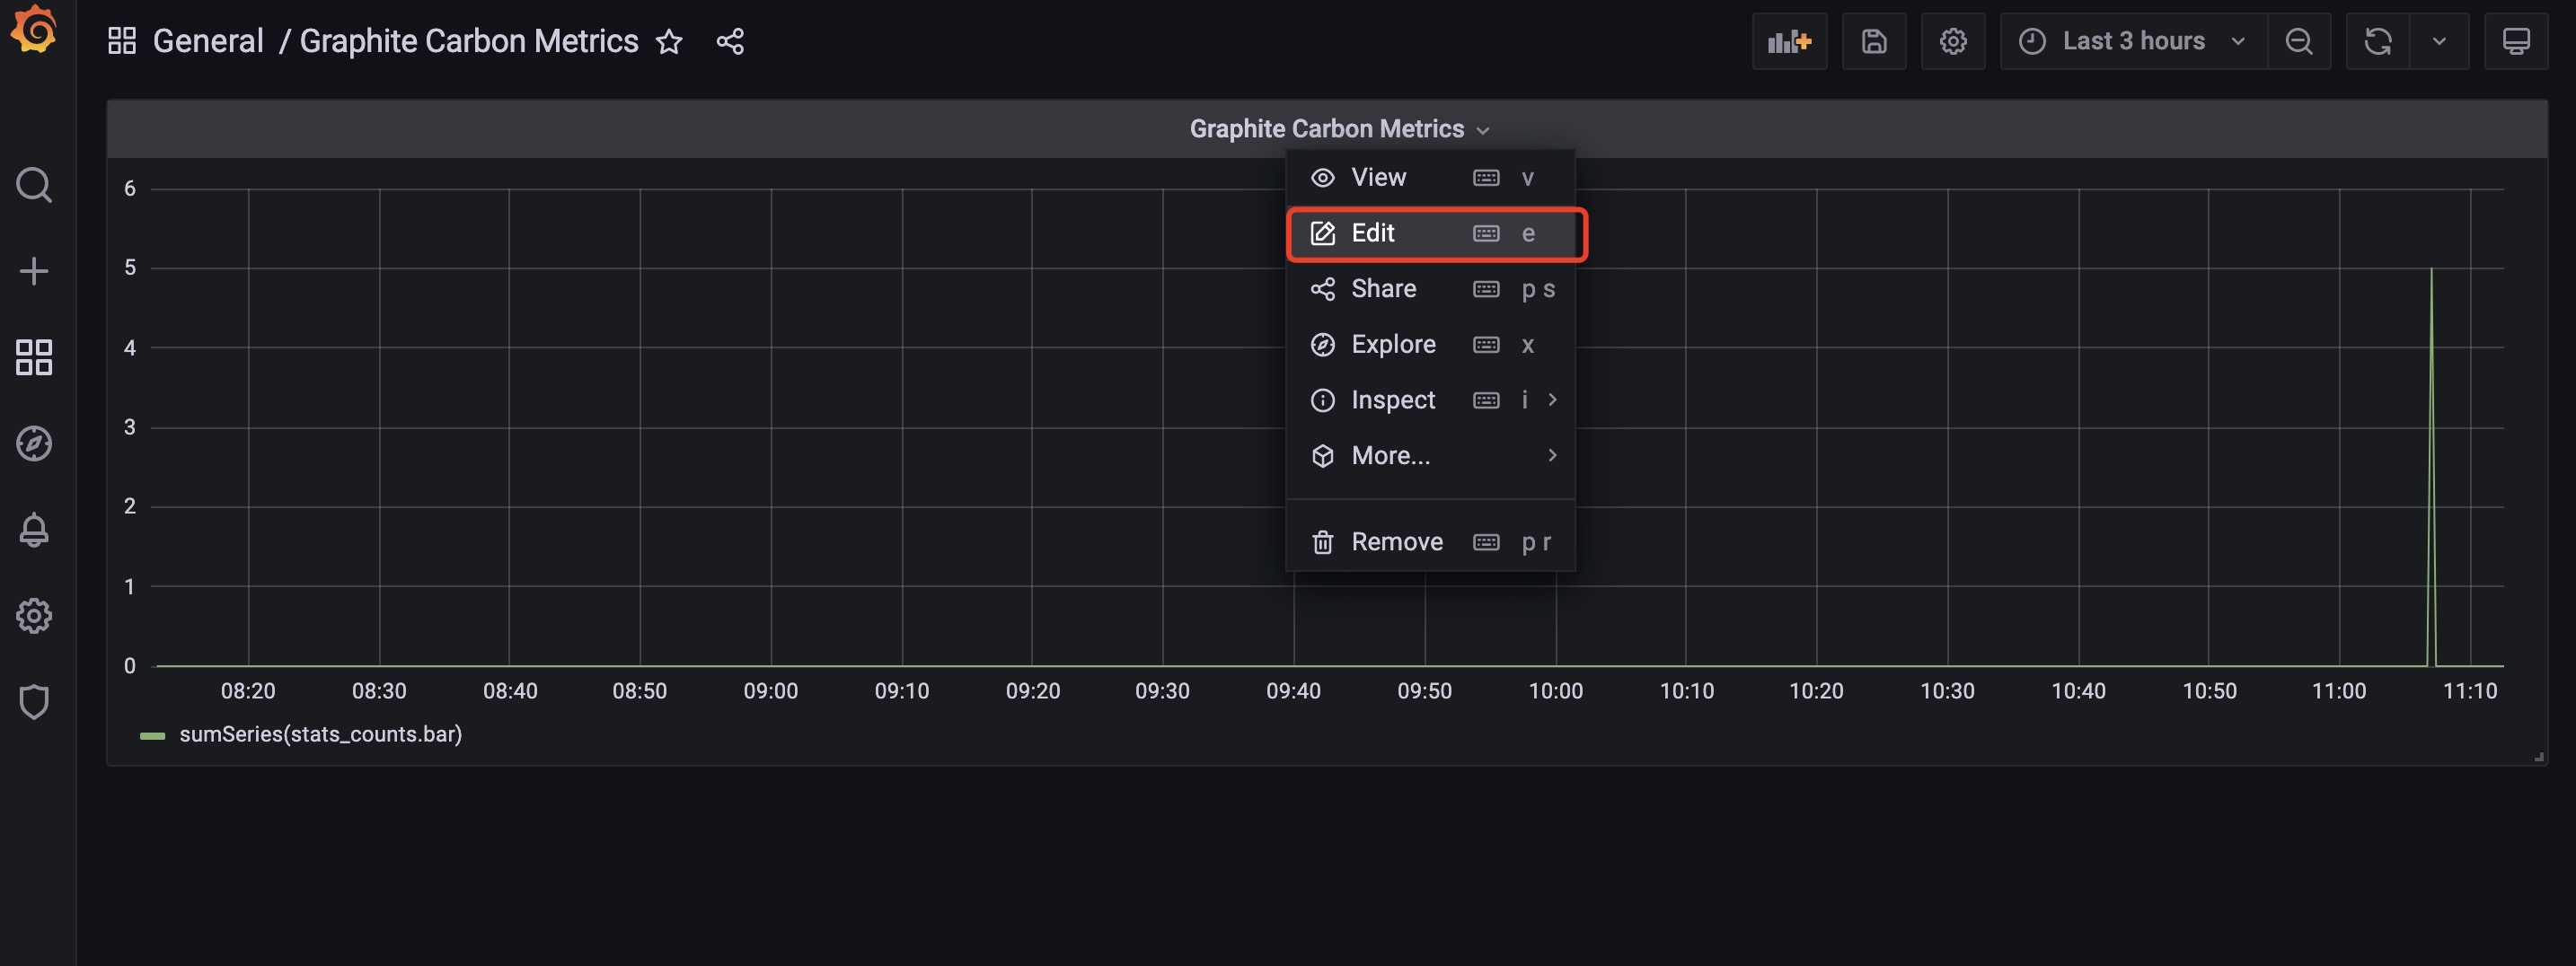 General / Graphite Carbon Metrics
Last 3 hours
Graphite Carbon Metrics
View v
Edit e
Share p s
Explore x
Inspect i
More...
Remove p r
6
5
4
3
2
1
0
08:20 08:30 08:40 08:50 09:00 09:10 09:20 09:30 09:40 09:50 10:00 10:10 10:20 10:30 10:40 10:50 11:00 11:10
sumSeries(stats_counts.bar)